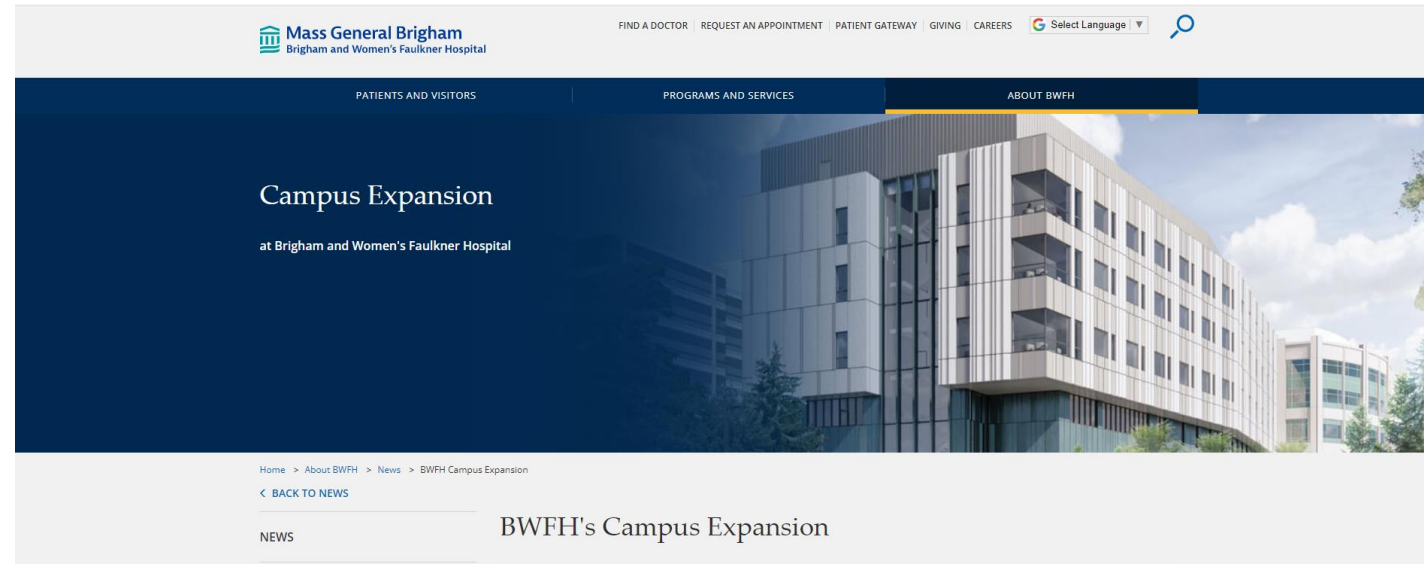 Mass General Brigham
Brigham and Women's Faulkner Hospital
FIND A DOCTOR
REQUEST AN APPOINTMENT
PATIENT GATEWAY
GIVING
CAREERS
Select Language ▼
PATIENTS AND VISITORS
PROGRAMS AND SERVICES
ABOUT BWFH
Campus Expansion
at Brigham and Women's Faulkner Hospital
Home > About BWFH > News > BWFH Campus Expansion
< BACK TO NEWS
NEWS
BWFH's Campus Expansion